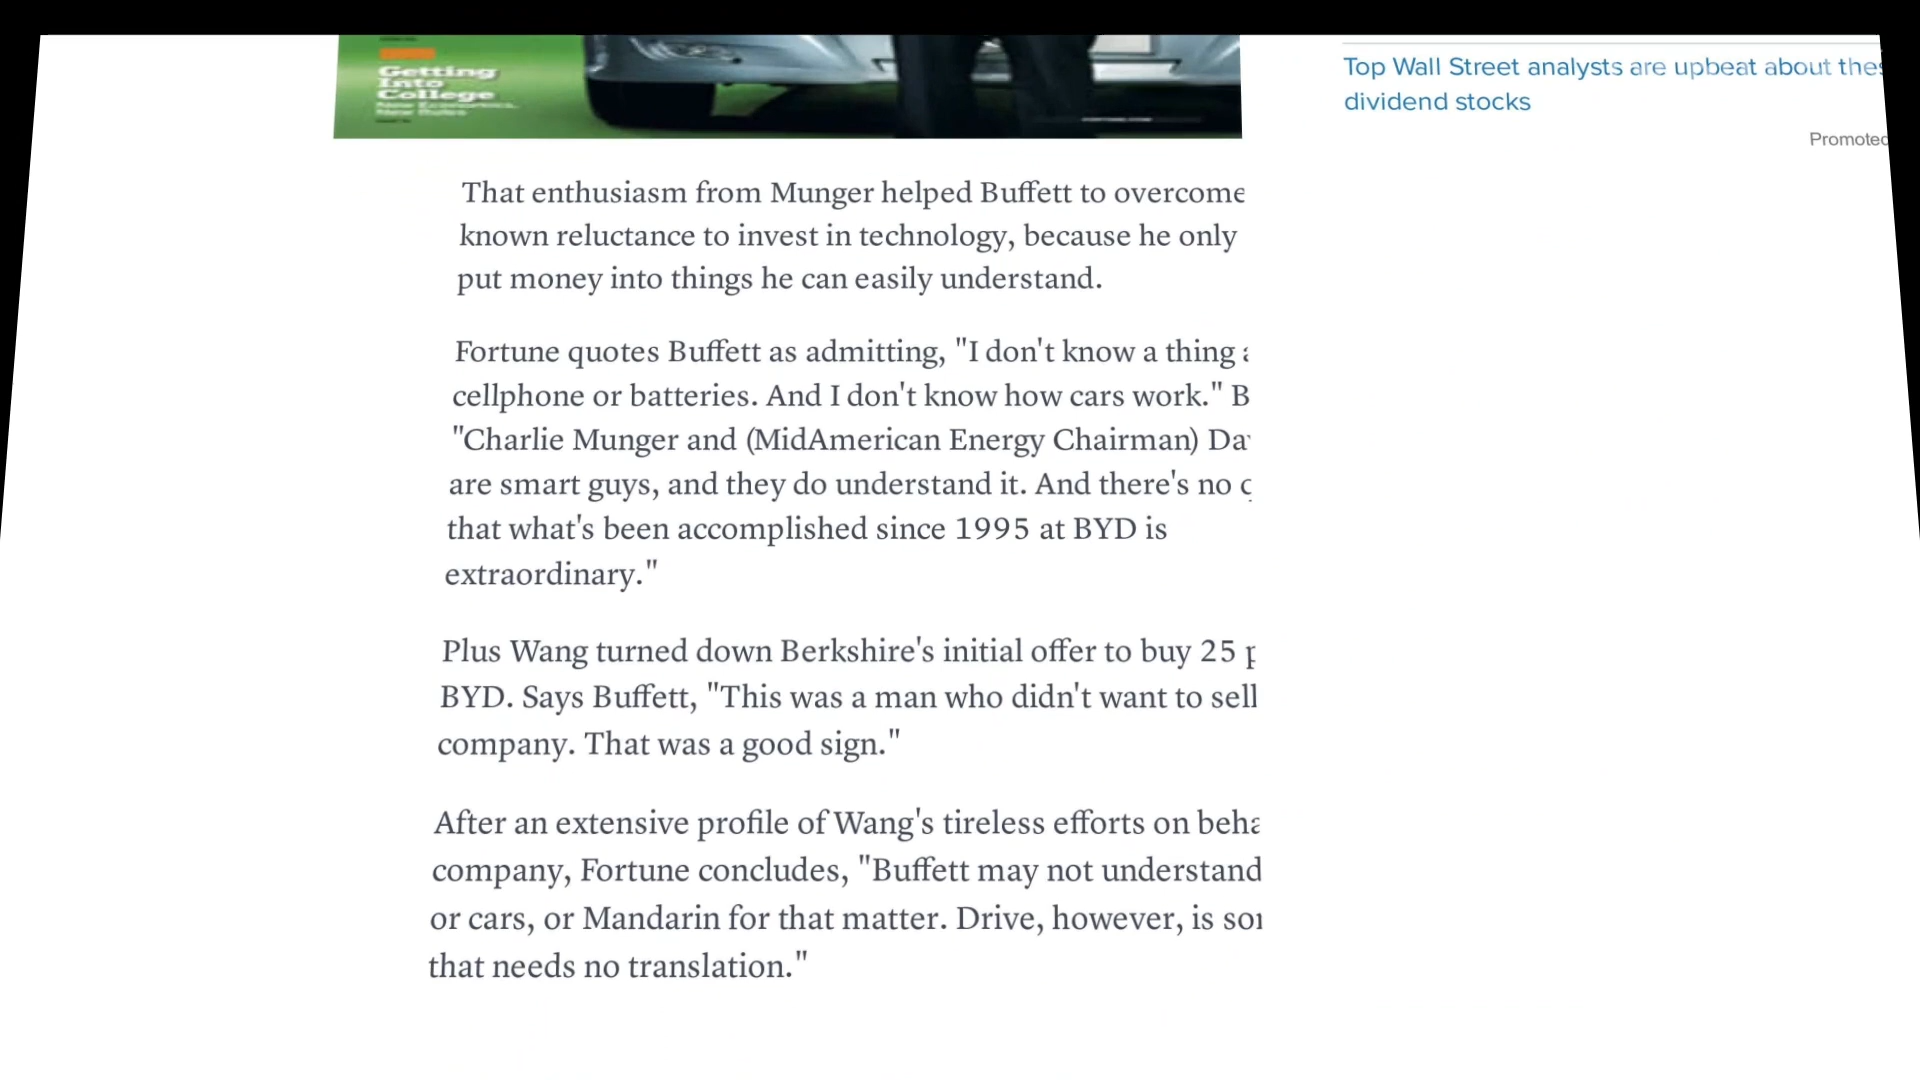 Getting
Into
College
New Economics,
New Rules
Top Wall Street analysts are upbeat about
dividend stocks
Promoted
That enthusiasm from Munger helped Buffett to overcome
known reluctance to invest in technology, because he only
put money into things he can easily understand.
Fortune quotes Buffett as admitting, "I don't know a thing
cellphone or batteries. And I don't know how cars work." B
"Charlie Munger and (MidAmerican Energy Chairman)
are smart guys, and they do understand it. And there's no
that what's been accomplished since 1995 at BYD is
extraordinary."
Plus Wang turned down Berkshire's initial offer to buy 25
BYD. Says Buffett, "This was a man who didn't want to sell
company. That was a good sign."
After an extensive profile of Wang's tireless efforts on
company, Fortune concludes, "Buffett may not understand
or cars, or Mandarin for that matter. Drive, however, is
that needs no translation."